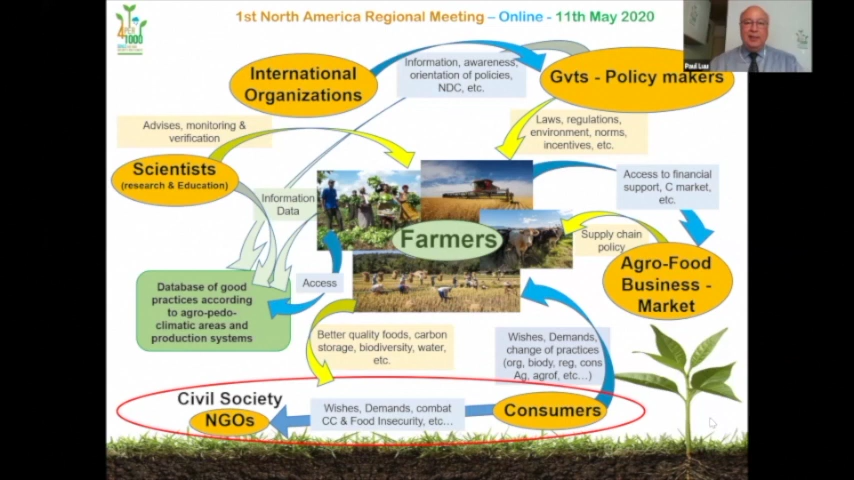 1st North America Regional Meeting – Online - 11th May 2020
4 PER
1000
Paul Luu
International
Organizations
Information, awareness,
orientation of policies,
NDC, etc.
Gvts - Policy makers
Advises, monitoring &
verification
Laws, regulations,
environment, norms,
incentives, etc.
Scientists
(research & Education)
Access to financial
support, C market,
etc.
Information
Data
Farmers
Supply chain
policy
Agro-Food
Business -
Market
Database of good
practices according
to agro-pedo-
climatic areas and
production systems
Access
Better quality foods, carbon
storage, biodiversity, water,
etc.
Wishes, Demands,
change of practices
(org, biody, reg, cons
Ag, agrof, etc…)
Civil Society
NGOs
Wishes, Demands, combat
CC & Food Insecurity, etc…
Consumers